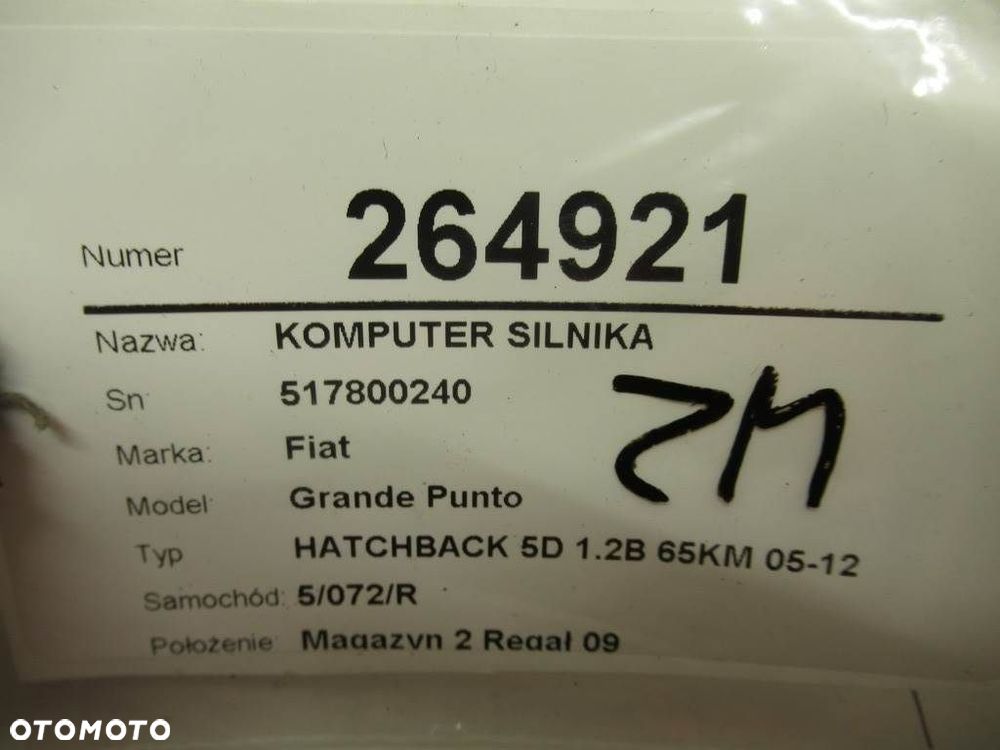 Numer 264921
Nazwa: KOMPUTER SILNIKA
Sn 517800240
Marka: Fiat
Model Grande Punto
Typ HATCHBACK 5D 1.2B 65KM 05-12
Samochód: 5/072/R
Położenie Magazyn 2 Regał 09
ZM
OTOMOTO